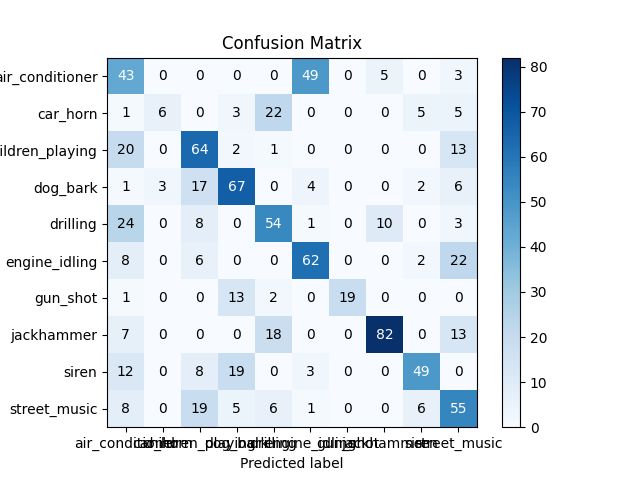 Confusion Matrix
air_conditioner 43 0 0 0 0 49 0 5 0 3
car_horn 1 6 0 3 22 0 0 0 5 5
ildren_playing 20 0 64 2 1 0 0 0 0 13
dog_bark 1 3 17 67 0 4 0 0 2 6
drilling 24 0 8 0 54 1 0 10 0 3
engine_idling 8 0 6 0 0 62 0 0 2 22
gun_shot 1 0 0 13 2 0 19 0 0 0
jackhammer 7 0 0 0 18 0 0 82 0 13
siren 12 0 8 19 0 3 0 0 49 0
street_music 8 0 19 5 6 1 0 0 6 55
street_music
Predicted label
80
70
60
50
40
30
20
10
0